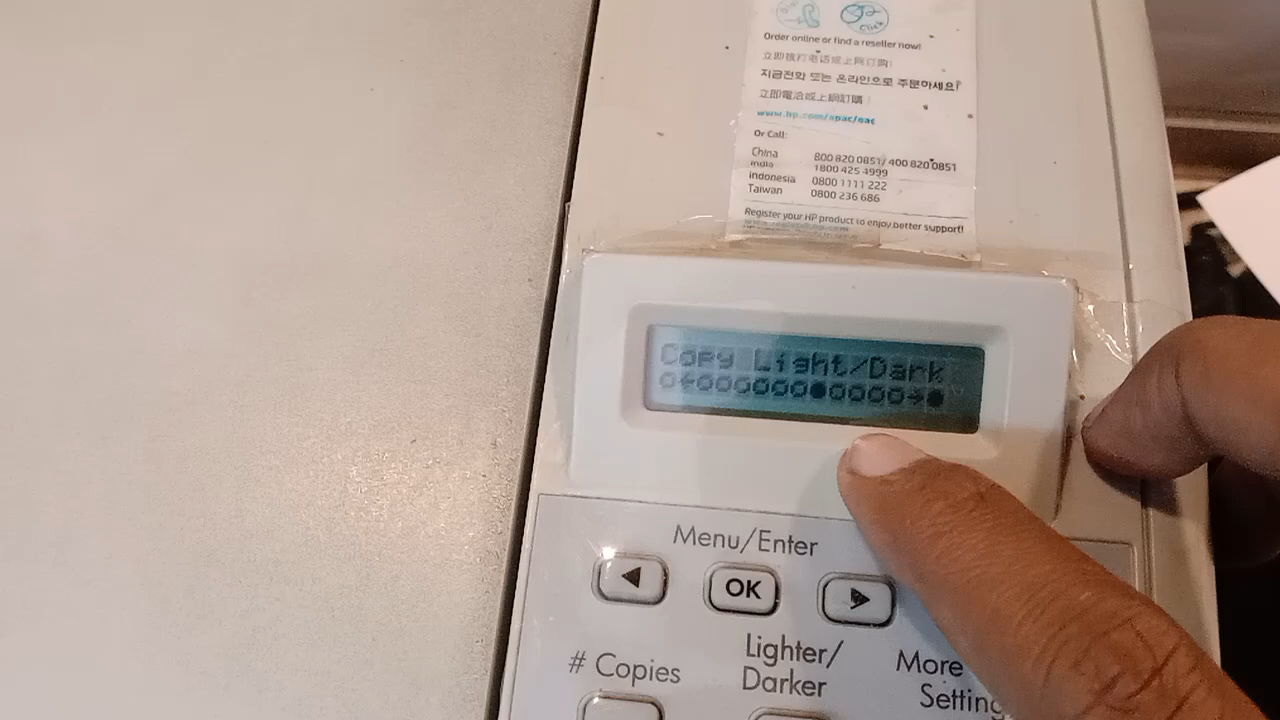 Click
Order online or find a reseller now!
立即拨打电话或上网订购!
지금전화 또는 온라인으로 주문하세요!
立即電洽或上網訂購!
www.hp.com/apac/oac
Or Call:
China 800 820 0851/ 400 820 0851
India 1800 425 4999
Indonesia 0800 1111 222
Taiwan 0800 236 686
Register your HP product to enjoy better support!
Copy Light/Dark
Menu/Enter
OK
# Copies
Lighter/
Darker
More
Setting